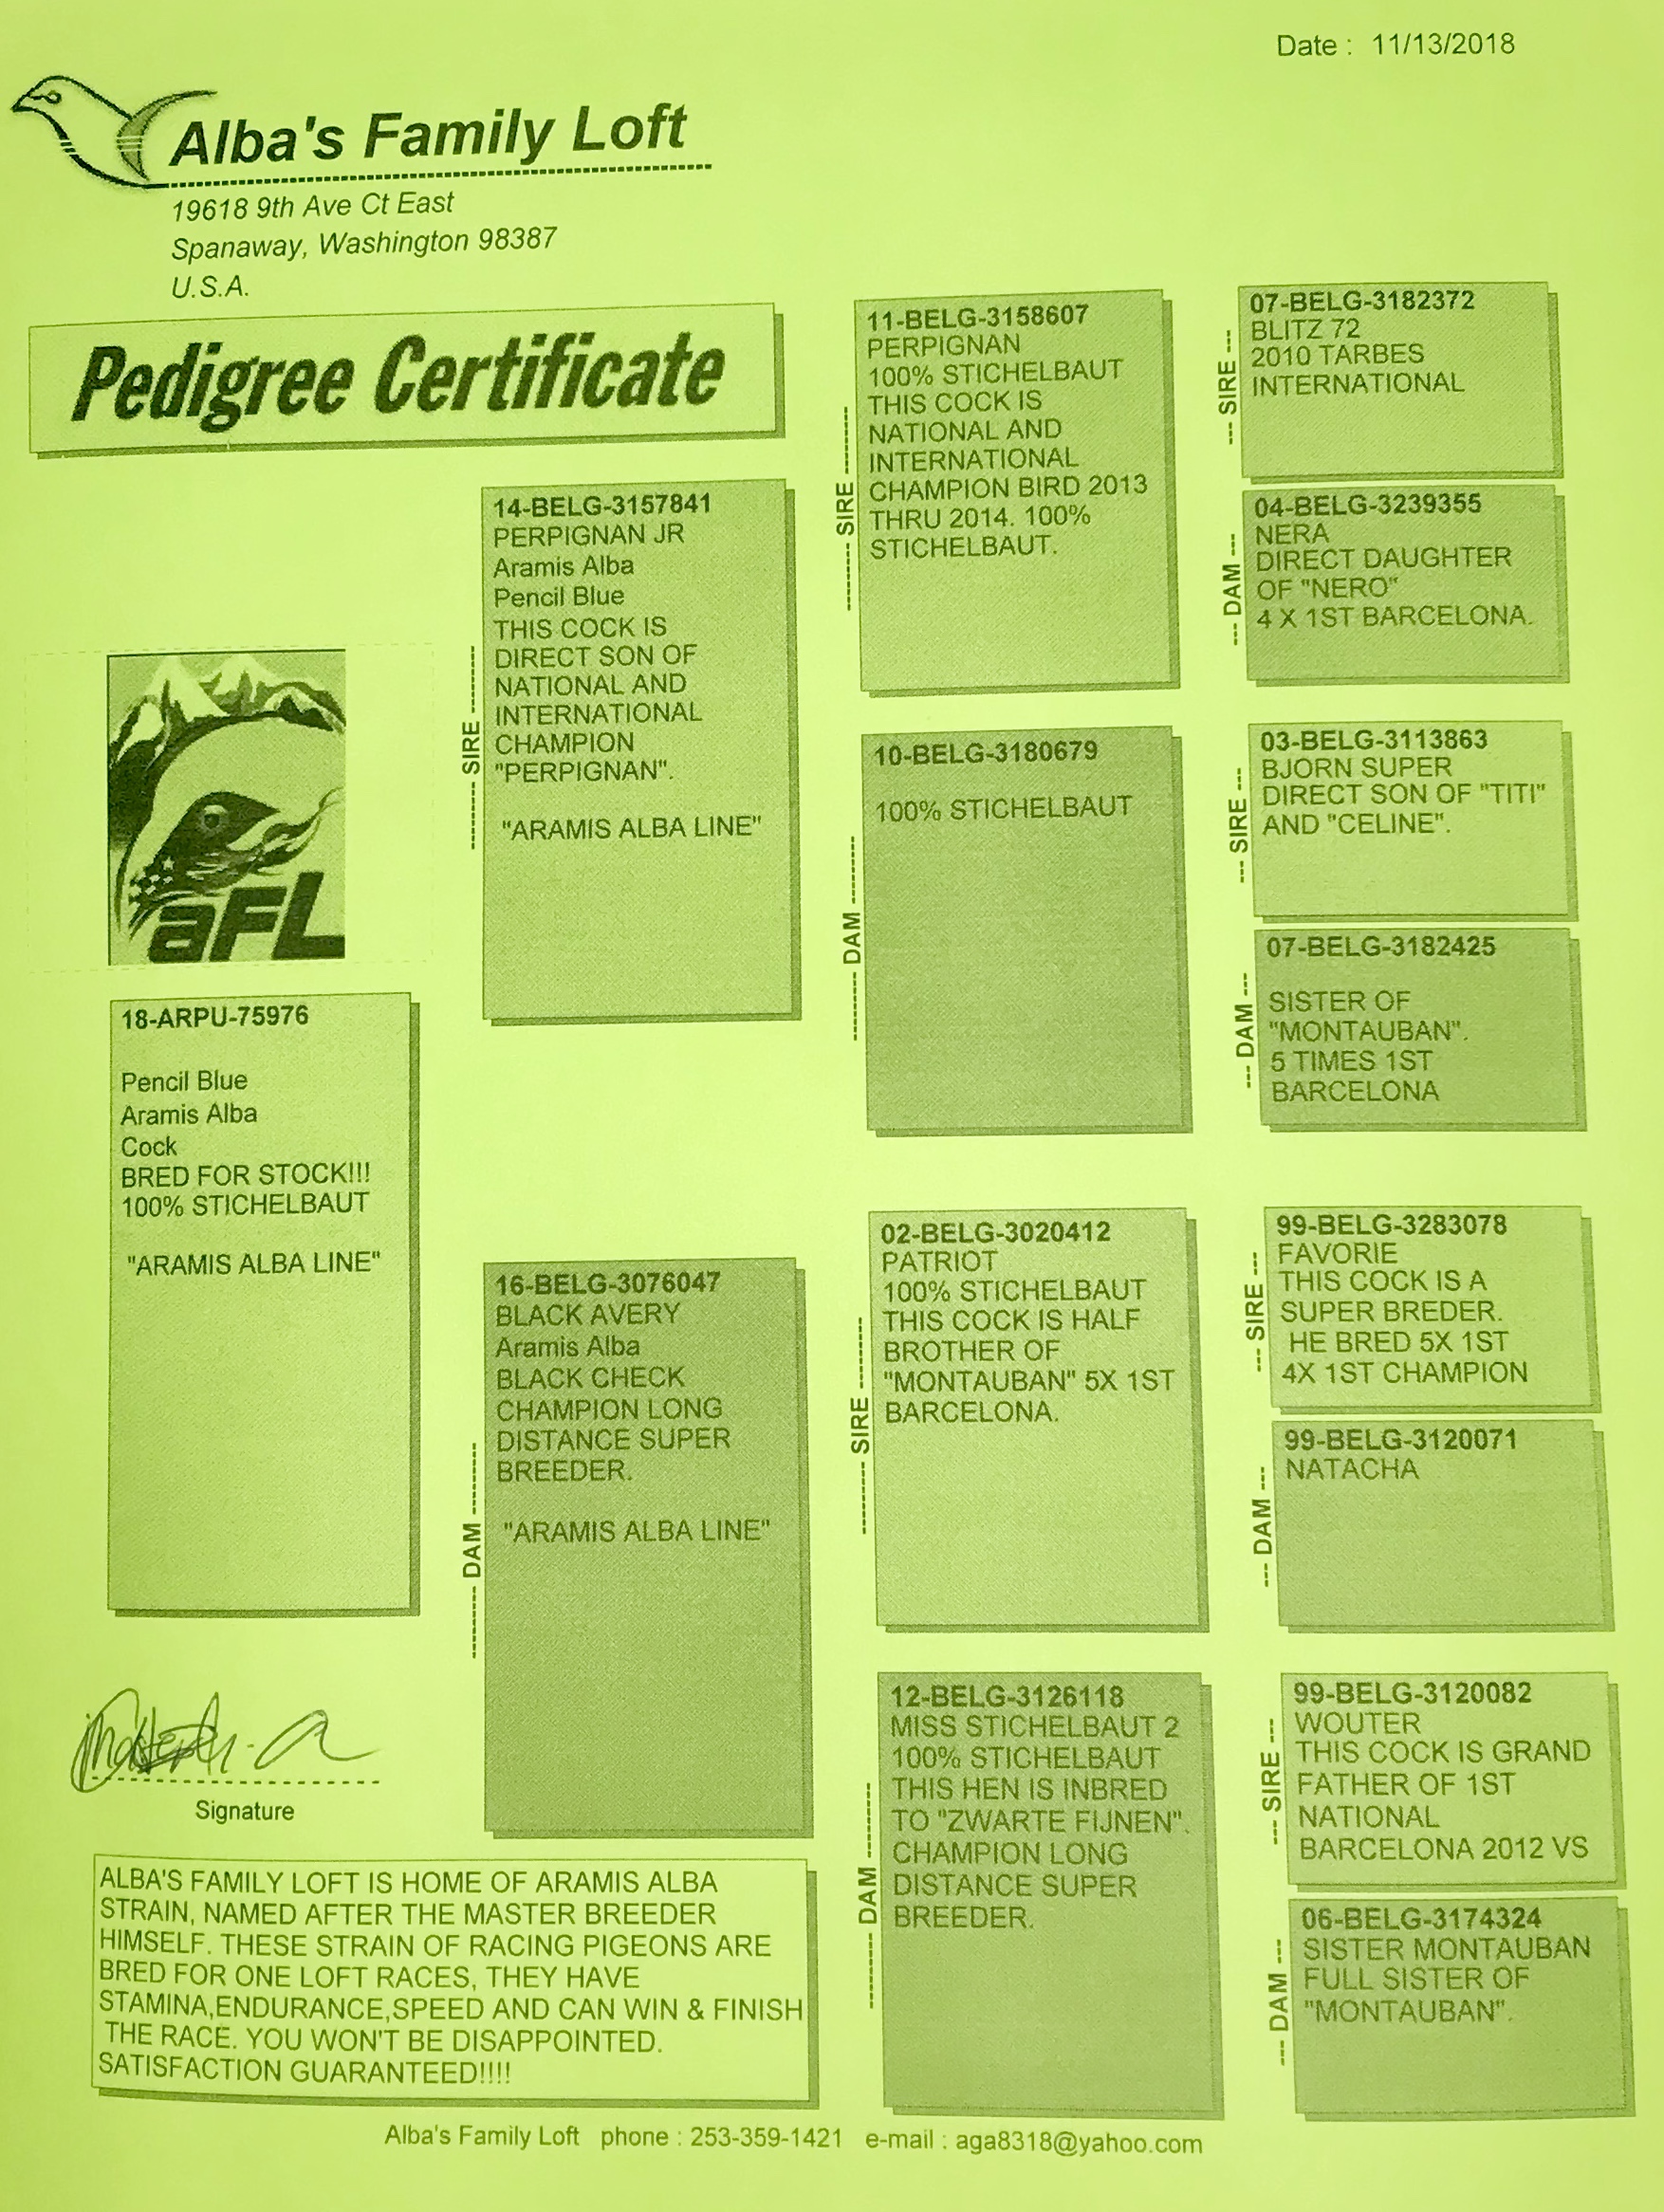 Date : 11/13/2018
Alba's Family Loft
19618 9th Ave Ct East
Spanaway, Washington 98387
U.S.A.
Pedigree Certificate
aFL
18-ARPU-75976
Pencil Blue
Aramis Alba
Cock
BRED FOR STOCK!!!
100% STICHELBAUT
"ARAMIS ALBA LINE"
Signature
ALBA'S FAMILY LOFT IS HOME OF ARAMIS ALBA
STRAIN, NAMED AFTER THE MASTER BREEDER
HIMSELF. THESE STRAIN OF RACING PIGEONS ARE
BRED FOR ONE LOFT RACES, THEY HAVE
STAMINA,ENDURANCE,SPEED AND CAN WIN & FINISH
THE RACE. YOU WON'T BE DISAPPOINTED.
SATISFACTION GUARANTEED!!!!
-------- SIRE --------
14-BELG-3157841
PERPIGNAN JR
Aramis Alba
Pencil Blue
THIS COCK IS
DIRECT SON OF
NATIONAL AND
INTERNATIONAL
CHAMPION
"PERPIGNAN".
"ARAMIS ALBA LINE"
-------- DAM --------
16-BELG-3076047
BLACK AVERY
Aramis Alba
BLACK CHECK
CHAMPION LONG
DISTANCE SUPER
BREEDER.
"ARAMIS ALBA LINE"
-------- SIRE --------
11-BELG-3158607
PERPIGNAN
100% STICHELBAUT
THIS COCK IS
NATIONAL AND
INTERNATIONAL
CHAMPION BIRD 2013
THRU 2014. 100%
STICHELBAUT.
-------- DAM --------
10-BELG-3180679
100% STICHELBAUT
-------- SIRE --------
02-BELG-3020412
PATRIOT
100% STICHELBAUT
THIS COCK IS HALF
BROTHER OF
"MONTAUBAN" 5X 1ST
BARCELONA.
-------- DAM --------
12-BELG-3126118
MISS STICHELBAUT 2
100% STICHELBAUT
THIS HEN IS INBRED
TO "ZWARTE FIJNEN".
CHAMPION LONG
DISTANCE SUPER
BREEDER.
--- SIRE ---
07-BELG-3182372
BLITZ 72
2010 TARBES
INTERNATIONAL
--- DAM ---
04-BELG-3239355
NERA
DIRECT DAUGHTER
OF "NERO"
4 X 1ST BARCELONA.
--- SIRE ---
03-BELG-3113863
BJORN SUPER
DIRECT SON OF "TITI"
AND "CELINE".
--- DAM ---
07-BELG-3182425
SISTER OF
"MONTAUBAN".
5 TIMES 1ST
BARCELONA
--- SIRE ---
99-BELG-3283078
FAVORIE
THIS COCK IS A
SUPER BREDER.
HE BRED 5X 1ST
4X 1ST CHAMPION
--- DAM ---
99-BELG-3120071
NATACHA
--- SIRE ---
99-BELG-3120082
WOUTER
THIS COCK IS GRAND
FATHER OF 1ST
NATIONAL
BARCELONA 2012 VS
--- DAM ---
06-BELG-3174324
SISTER MONTAUBAN
FULL SISTER OF
"MONTAUBAN".
Alba's Family Loft phone : 253-359-1421 e-mail : aga8318@yahoo.com